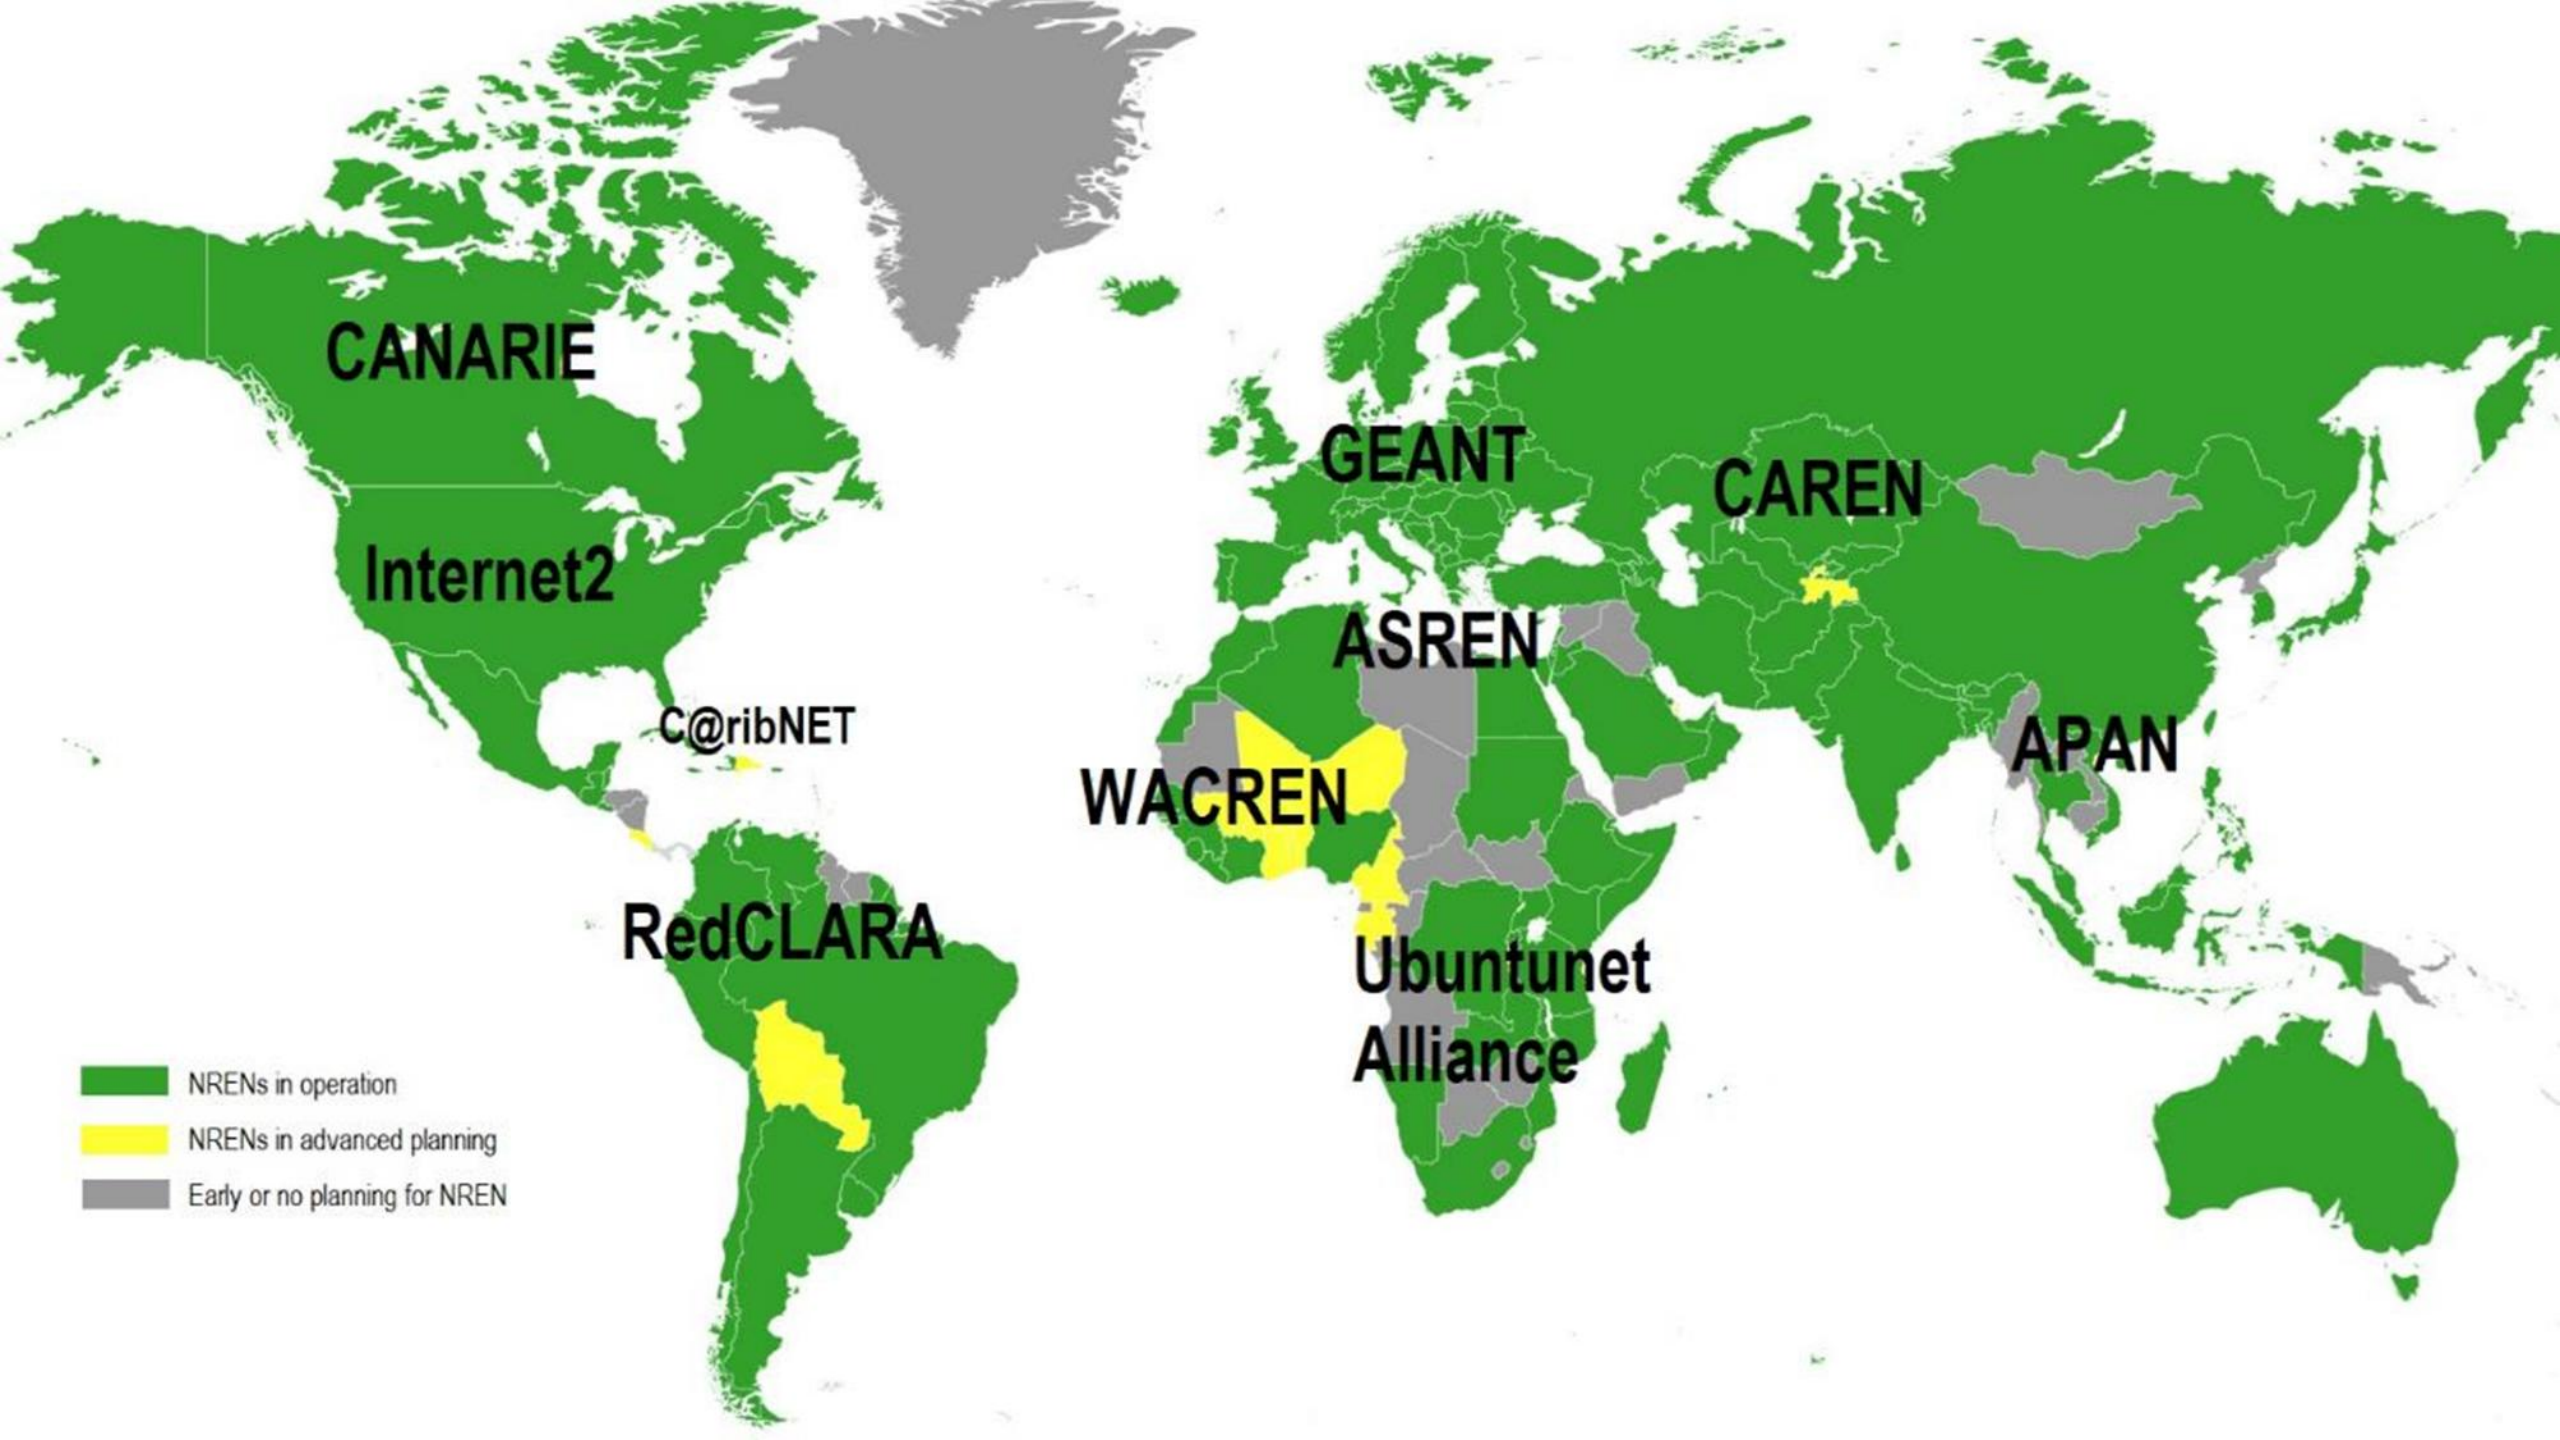 CANARIE
GEANT
CAREN
Internet2
ASREN
C@ribNET
APAN
WACREN
RedCLARA
Ubuntunet
Alliance
NRENs in operation
NRENs in advanced planning
Early or no planning for NREN